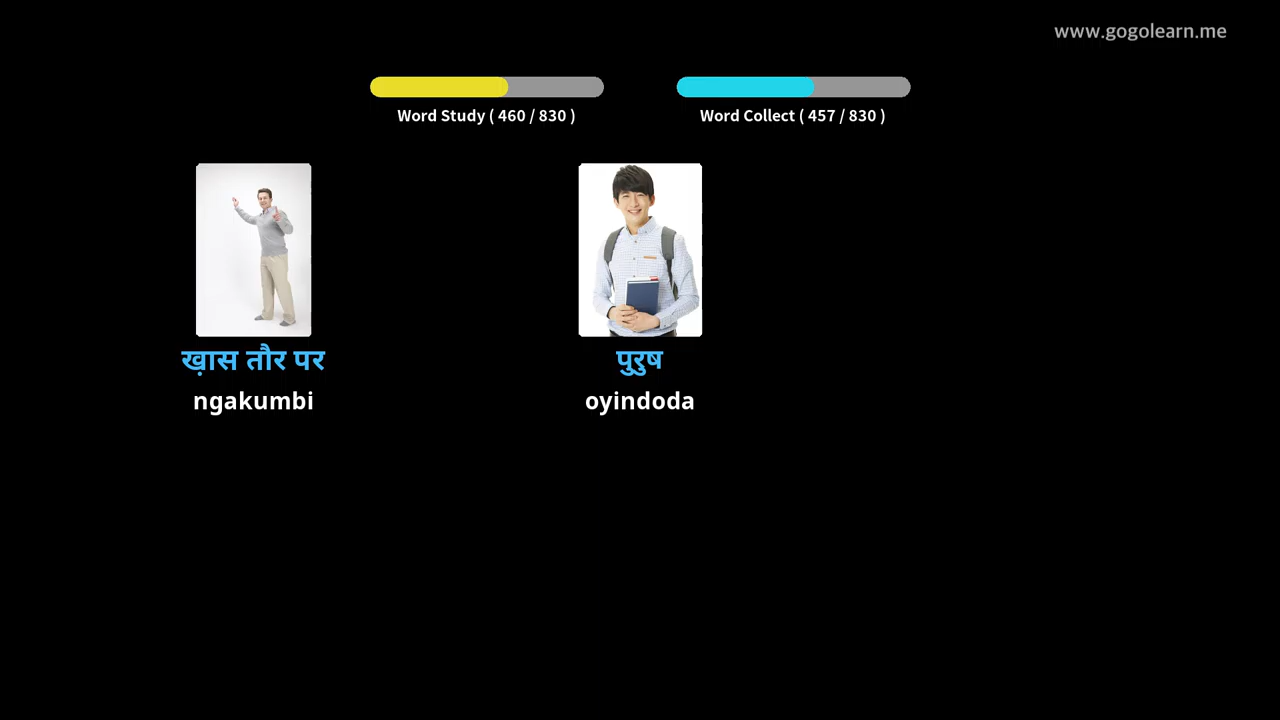 www.gogolearn.me
Word Study ( 460 / 830 )
Word Collect ( 457 / 830 )
ख़ास तौर पर
पुरुष
ngakumbi
oyindoda